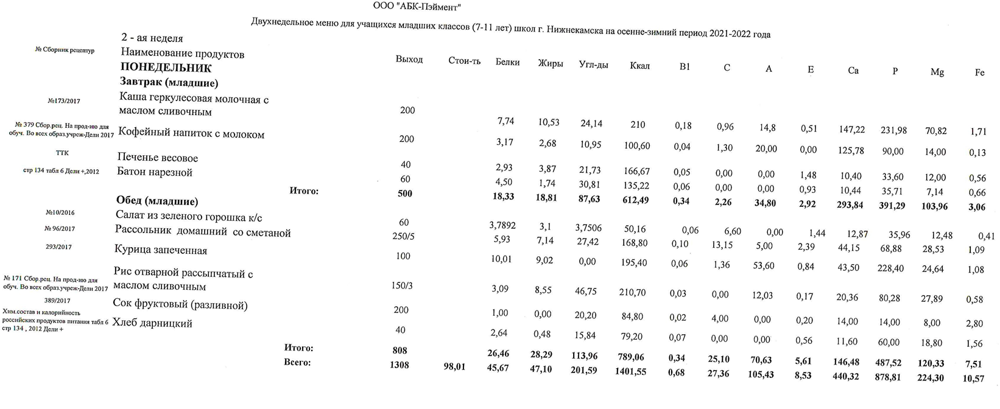 ООО "АБК-Пэймент"
Двухнедельное меню для учащихся младших классов (7-11 лет) школ г. Нижнекамска на осенне-зимний период 2021-2022 года
2 - ая неделя
№ Сборник рецептур Наименование продуктов Выход Стои-ть Белки Жиры Угл-ды Ккал В1 С А Е Са Р Mg Fe
ПОНЕДЕЛЬНИК
Завтрак (младшие)
№173/2017 Каша геркулесовая молочная с
маслом сливочным 200 7,74 10,53 24,14 210 0,18 0,96 14,8 0,51 147,22 231,98 70,82 1,71
№ 379 Сбор.рец. На прод-ию для
обуч. Во всех образ.учреж-Дели 2017 Кофейный напиток с молоком 200 3,17 2,68 10,95 100,60 0,04 1,30 20,00 0,00 125,78 90,00 14,00 0,13
ТТК Печенье весовое 40 2,93 3,87 21,73 166,67 0,05 0,00 0,00 1,48 10,40 33,60 12,00 0,56
стр 134 табл 6 Дели +,2012 Батон нарезной 60 4,50 1,74 30,81 135,22 0,06 0,00 0,00 0,93 10,44 35,71 7,14 0,66
Итого: 500 18,33 18,81 87,63 612,49 0,34 2,26 34,80 2,92 293,84 391,29 103,96 3,06
Обед (младшие)
№10/2016 Салат из зеленого горошка к/с 60 3,7892 3,1 3,7506 50,16 0,06 6,60 0,00 1,44 12,87 35,96 12,48 0,41
№ 96/2017 Рассольник домашний со сметаной 250/5 5,93 7,14 27,42 168,80 0,10 13,15 5,00 2,39 44,15 68,88 28,53 1,09
293/2017 Курица запеченная 100 10,01 9,02 0,00 195,40 0,06 1,36 53,60 0,84 43,50 228,40 24,64 1,08
Рис отварной рассыпчатый с
№ 171 Сбор.рец. На прод-ию для
обуч. Во всех образ.учреж-Дели 2017 маслом сливочным 150/3 3,09 8,55 46,75 210,70 0,03 0,00 12,03 0,17 20,36 80,28 27,89 0,58
389/2017 Сок фруктовый (разливной) 200 1,00 0,00 20,20 84,80 0,02 4,00 0,00 0,20 14,00 14,00 8,00 2,80
Хим.состав и калорийность
российских продуктов питания табл 6
стр 134 , 2012 Дели + Хлеб дарницкий 40 2,64 0,48 15,84 79,20 0,07 0,00 0,00 0,56 11,60 60,00 18,80 1,56
Итого: 808 26,46 28,29 113,96 789,06 0,34 25,10 70,63 5,61 146,48 487,52 120,33 7,51
Всего: 1308 98,01 45,67 47,10 201,59 1401,55 0,68 27,36 105,43 8,53 440,32 878,81 224,30 10,57